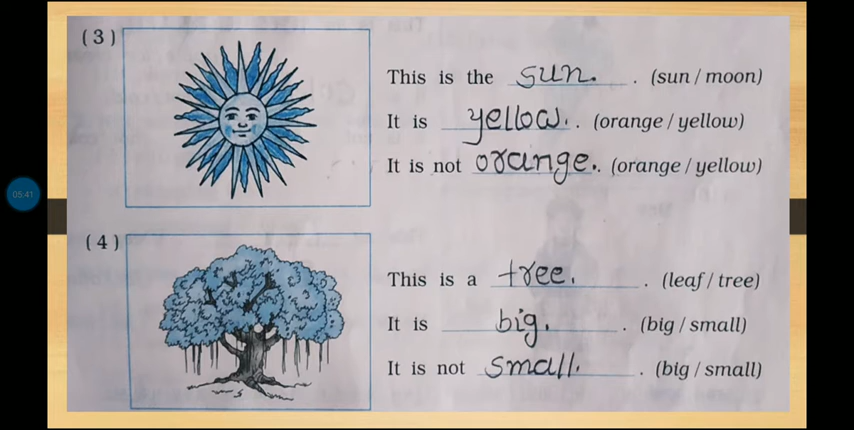 (3)
This is the sun. . (sun / moon)
It is yellow. . (orange / yellow)
It is not orange. . (orange / yellow)
05:41
(4)
This is a tree. . (leaf / tree)
It is big. . (big / small)
It is not small. . (big / small)